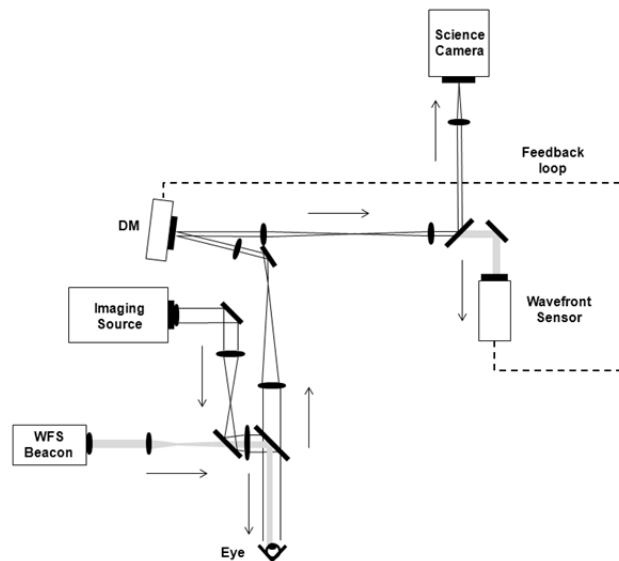 Science
Camera
Feedback
loop
DM
Imaging
Source
Wavefront
Sensor
WFS
Beacon
Eye